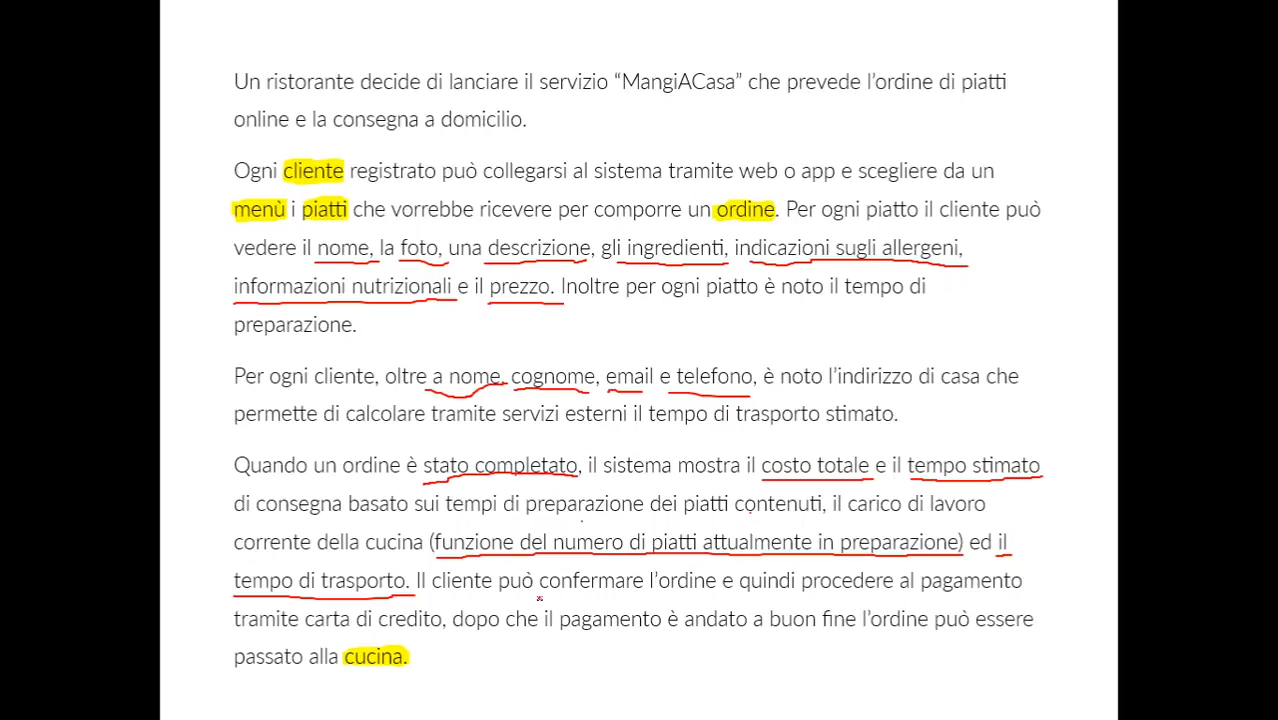 Un ristorante decide di lanciare il servizio “MangiACasa” che prevede l’ordine di piatti
online e la consegna a domicilio.
Ogni cliente registrato può collegarsi al sistema tramite web o app e scegliere da un
menù i piatti che vorrebbe ricevere per comporre un ordine. Per ogni piatto il cliente può
vedere il nome, la foto, una descrizione, gli ingredienti, indicazioni sugli allergeni,
informazioni nutrizionali e il prezzo. Inoltre per ogni piatto è noto il tempo di
preparazione.
Per ogni cliente, oltre a nome, cognome, email e telefono, è noto l’indirizzo di casa che
permette di calcolare tramite servizi esterni il tempo di trasporto stimato.
Quando un ordine è stato completato, il sistema mostra il costo totale e il tempo stimato
di consegna basato sui tempi di preparazione dei piatti contenuti, il carico di lavoro
corrente della cucina (funzione del numero di piatti attualmente in preparazione) ed il
tempo di trasporto. Il cliente può confermare l’ordine e quindi procedere al pagamento
tramite carta di credito, dopo che il pagamento è andato a buon fine l’ordine può essere
passato alla cucina.